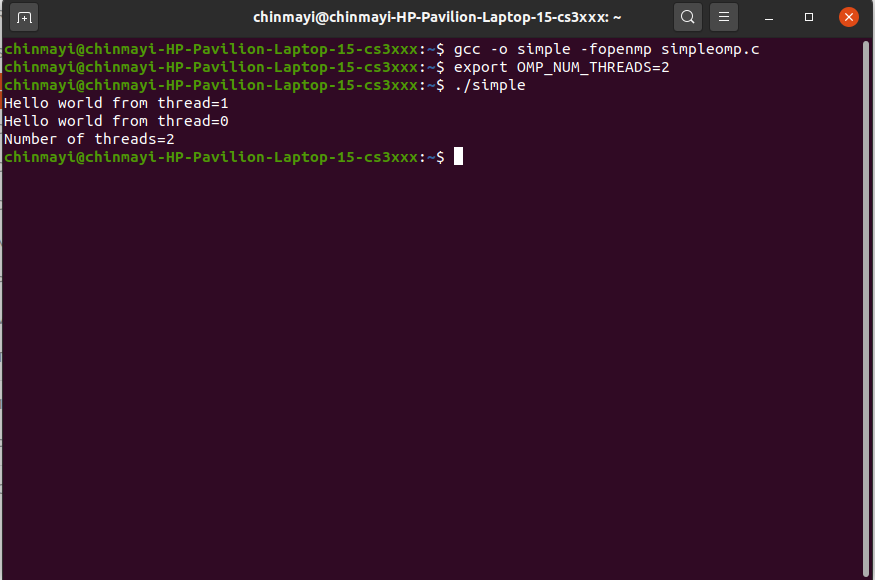 chinmayi@chinmayi-HP-Pavilion-Laptop-15-cs3xxx: ~
chinmayi@chinmayi-HP-Pavilion-Laptop-15-cs3xxx:~$ gcc -o simple -fopenmp simpleomp.c
chinmayi@chinmayi-HP-Pavilion-Laptop-15-cs3xxx:~$ export OMP_NUM_THREADS=2
chinmayi@chinmayi-HP-Pavilion-Laptop-15-cs3xxx:~$ ./simple
Hello world from thread=1
Hello world from thread=0
Number of threads=2
chinmayi@chinmayi-HP-Pavilion-Laptop-15-cs3xxx:~$